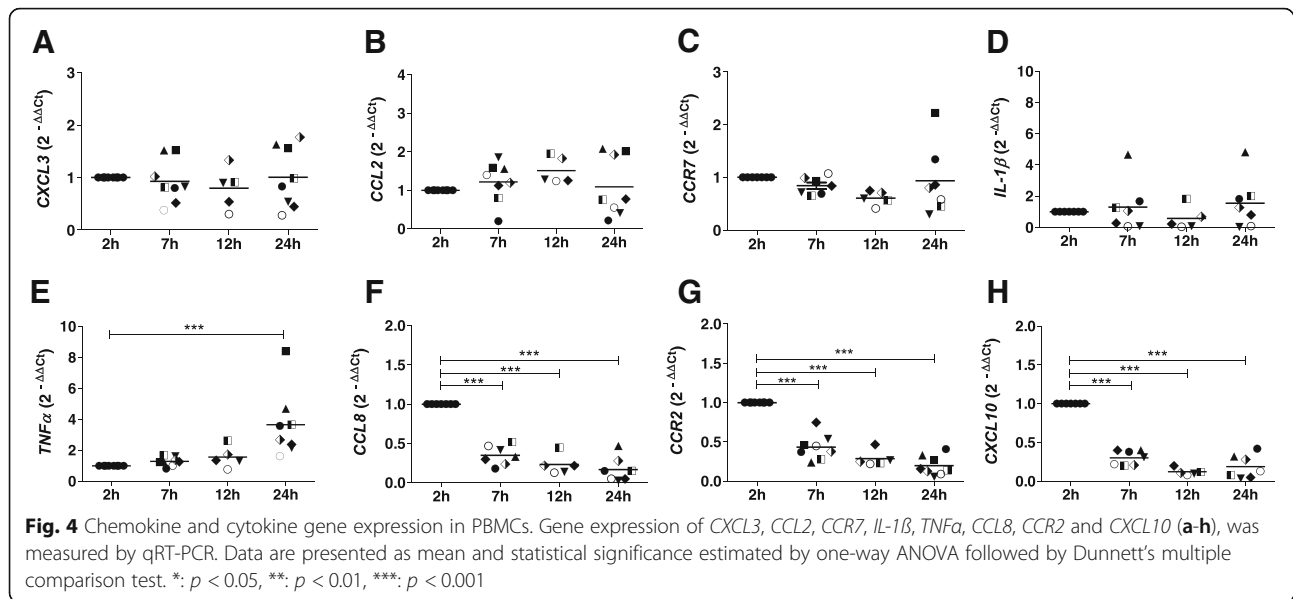 A
B
C
D
CXCL3 (2 -ΔΔCt)
3
2
1
0
2h 7h 12h 24h
CCL2 (2 -ΔΔCt)
4
3
2
1
0
2h 7h 12h 24h
CCR7 (2 -ΔΔCt)
3
2
1
0
2h 7h 12h 24h
IL-1β (2 -ΔΔCt)
10
8
6
4
2
0
2h 7h 12h 24h
E
F
G
H
TNFα (2 -ΔΔCt)
10
8
6
4
2
0
***
2h 7h 12h 24h
CCL8 (2 -ΔΔCt)
2.0
1.5
1.0
0.5
0.0
***
***
***
2h 7h 12h 24h
CCR2 (2 -ΔΔCt)
2.0
1.5
1.0
0.5
0.0
***
***
***
2h 7h 12h 24h
CXCL10 (2 -ΔΔCt)
2.0
1.5
1.0
0.5
0.0
***
***
***
2h 7h 12h 24h
Fig. 4 Chemokine and cytokine gene expression in PBMCs. Gene expression of CXCL3, CCL2, CCR7, IL-1ß, TNFα, CCL8, CCR2 and CXCL10 (a-h), was
measured by qRT-PCR. Data are presented as mean and statistical significance estimated by one-way ANOVA followed by Dunnett's multiple
comparison test. *: p < 0.05, **: p < 0.01, ***: p < 0.001